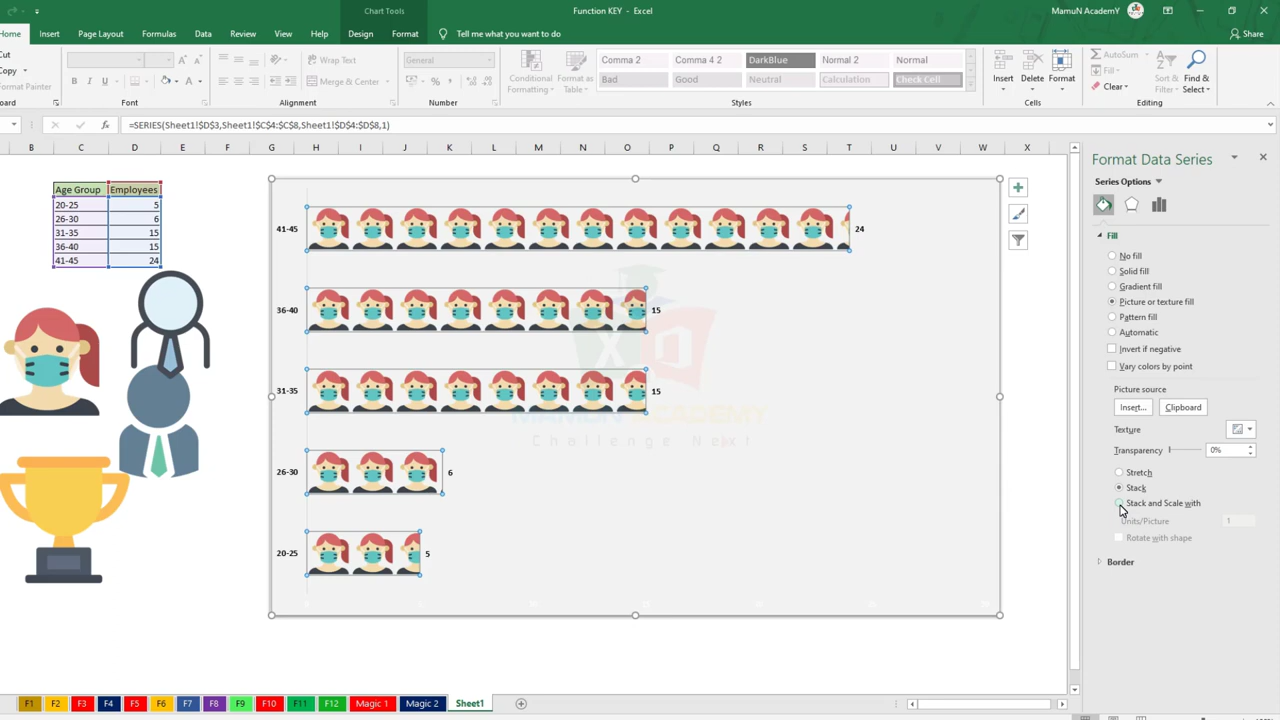 Chart Tools
Function KEY - Excel
MamuN AcademY
Home Insert Page Layout Formulas Data Review View Help Design Format Tell me what you want to do Share
Cut
Copy
Format Painter
General
Wrap Text
Merge & Center
Conditional Formatting
Format as Table
Comma 2 Comma 4 2 DarkBlue Normal 2 Normal
Bad Good Neutral Calculation Check Cell
Insert Delete Format
AutoSum
Fill
Clear
Sort & Filter
Find & Select
Font Alignment Number Styles Cells Editing
=SERIES(Sheet1!$D$3,Sheet1!$C$4:$C$8,Sheet1!$D$4:$D$8,1)
B C D E F G H I J K L M N O P Q R S T U V W X
Age Group Employees
20-25 5
26-30 6
31-35 15
36-40 15
41-45 24
41-45 24
36-40 15
31-35 15
26-30 6
20-25 5
MAMUN ACADEMY
Challenge Next
Format Data Series
Series Options
Fill
No fill
Solid fill
Gradient fill
Picture or texture fill
Pattern fill
Automatic
Invert if negative
Vary colors by point
Picture source
Insert... Clipboard
Texture
Transparency 0%
Stretch
Stack
Stack and Scale with
Units/Picture 1
Rotate with shape
Border
F1 F2 F3 F4 F5 F6 F7 F8 F9 F10 F11 F12 Magic 1 Magic 2 Sheet1